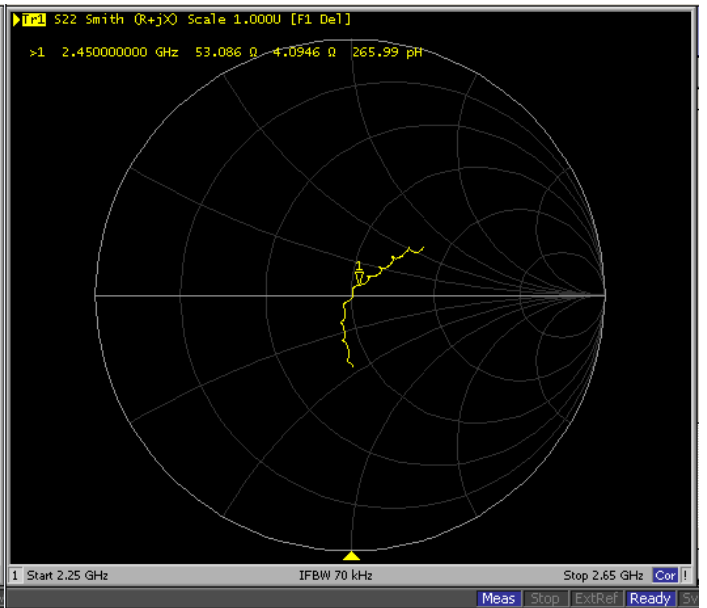 Tr1 S22 Smith (R+jX) Scale 1.000U [F1 Del]
>1 2.450000000 GHz 53.086 Ω 4.0946 Ω 265.99 pH
1
1 Start 2.25 GHz IFBW 70 kHz Stop 2.65 GHz Cor !
Meas Stop ExtRef Ready Sv